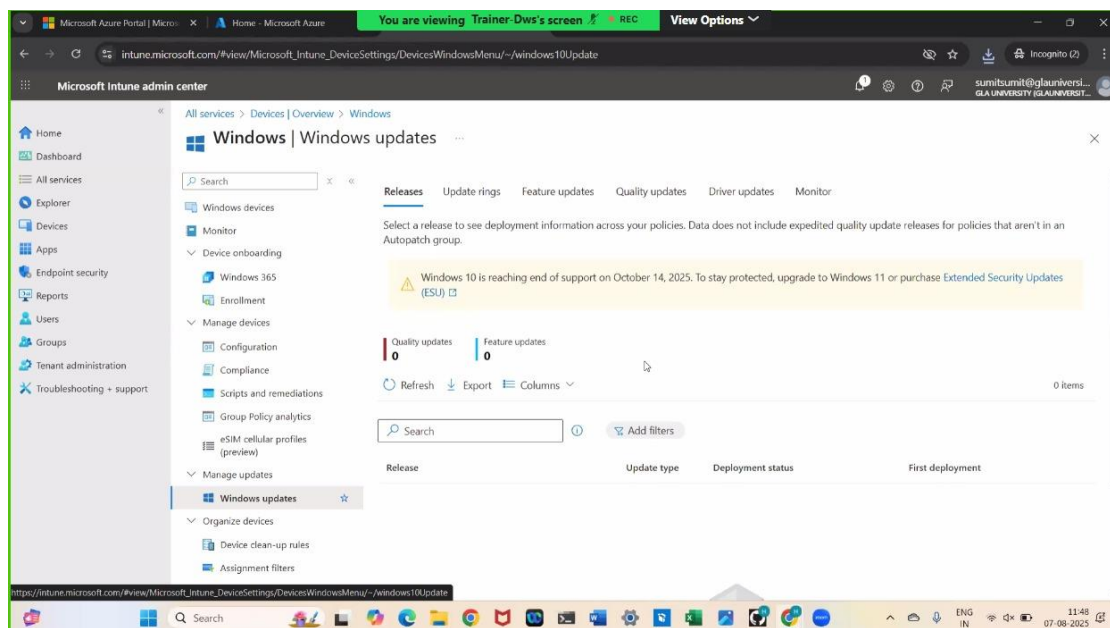 Microsoft Azure Portal | Micros
Home - Microsoft Azure
You are viewing Trainer-Dws's screen
REC
View Options
intune.microsoft.com/#view/Microsoft_Intune_DeviceSettings/DevicesWindowsMenu/~/windows10Update
Incognito (2)
Microsoft Intune admin center
1
sumitsumit@glauniversi...
GLA UNIVERSITY (GLAUNIVERSIT...
Home
Dashboard
All services
Explorer
Devices
Apps
Endpoint security
Reports
Users
Groups
Tenant administration
Troubleshooting + support
All services > Devices | Overview > Windows
Windows | Windows updates ...
Search
Windows devices
Monitor
Device onboarding
Windows 365
Enrollment
Manage devices
Configuration
Compliance
Scripts and remediations
Group Policy analytics
eSIM cellular profiles
(preview)
Manage updates
Windows updates
Organize devices
Device clean-up rules
Assignment filters
Releases Update rings Feature updates Quality updates Driver updates Monitor
Select a release to see deployment information across your policies. Data does not include expedited quality update releases for policies that aren't in an
Autopatch group.
Windows 10 is reaching end of support on October 14, 2025. To stay protected, upgrade to Windows 11 or purchase Extended Security Updates
(ESU)
Quality updates
0
Feature updates
0
Refresh Export Columns
0 items
Search
Add filters
Release Update type Deployment status First deployment
https://intune.microsoft.com/#view/Microsoft_Intune_DeviceSettings/DevicesWindowsMenu/~/windows10Update
Search
ENG
IN
11:48
07-08-2025